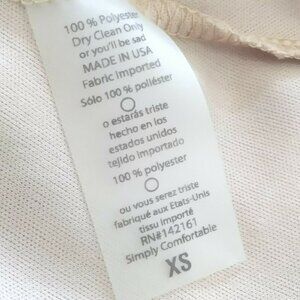 100 % Polyester
Dry Clean Only
or you'll be sad
MADE IN USA
Fabric Imported
Sólo 100 % poliéster
o estarás triste
hecho en los
estados unidos
tejido importado
100 % polyester
ou vous serez triste
fabriqué aux Etats-Unis
tissu importé
RN#142161
Simply Comfortable
XS